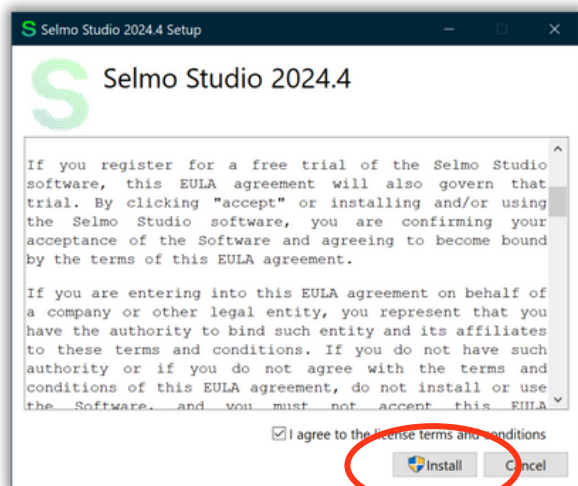 Selmo Studio 2024.4 Setup
Selmo Studio 2024.4
If you register for a free trial of the Selmo Studio
software, this EULA agreement will also govern that
trial. By clicking "accept" or installing and/or using
the Selmo Studio software, you are confirming your
acceptance of the Software and agreeing to become bound
by the terms of this EULA agreement.
If you are entering into this EULA agreement on behalf of
a company or other legal entity, you represent that you
have the authority to bind such entity and its affiliates
to these terms and conditions. If you do not have such
authority or if you do not agree with the terms and
conditions of this EULA agreement, do not install or use
the Software, and you must not accept this EULA
I agree to the license terms and conditions
Install
Cancel